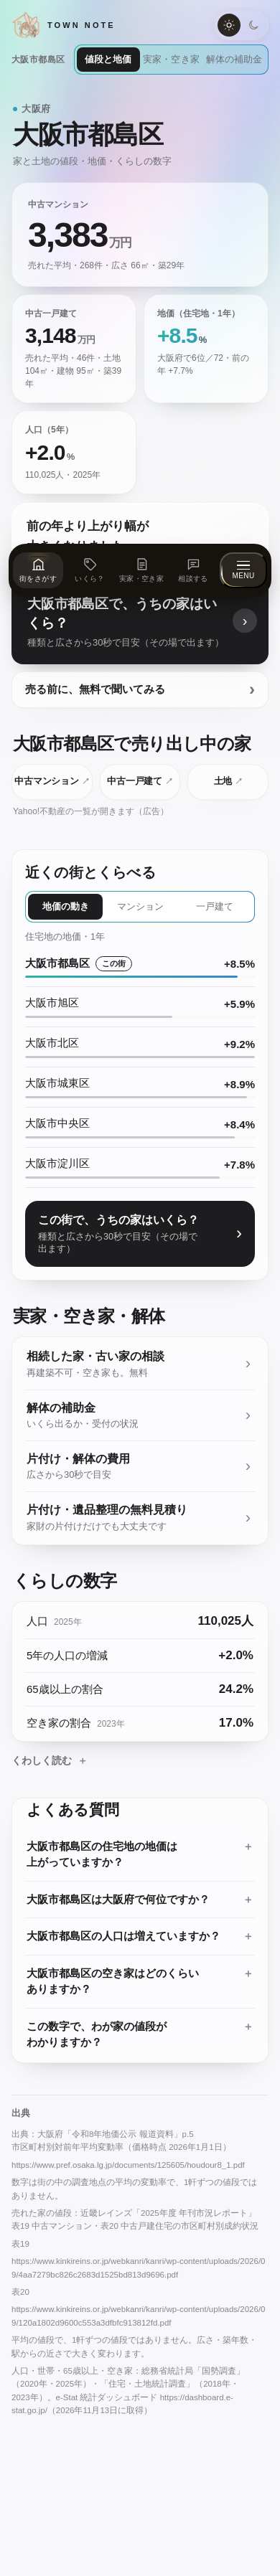 TOWN NOTE
大阪市都島区
値段と地価
実家・空き家
解体の補助金
大阪府
大阪市都島区
家と土地の値段・地価・くらしの数字
中古マンション
3,383万円
売れた平均・268件・広さ 66㎡・築29年
中古一戸建て
3,148万円
売れた平均・46件・土地
104㎡・建物 95㎡・築39
年
地価（住宅地・1年）
+8.5%
大阪府で6位／72・前の
年 +7.7%
人口（5年）
+2.0%
110,025人・2025年
前の年より上がり幅が
街をさがす
いくら？
実家・空き家
相談する
MENU
大阪市都島区で、うちの家はい
くら？
種類と広さから30秒で目安（その場で出ます）
›
売る前に、無料で聞いてみる
›
大阪市都島区で売り出し中の家
中古マンション ↗
中古一戸建て ↗
土地 ↗
Yahoo!不動産の一覧が開きます（広告）
近くの街とくらべる
地価の動き
マンション
一戸建て
住宅地の地価・1年
大阪市都島区 この街 +8.5%
大阪市旭区 +5.9%
大阪市北区 +9.2%
大阪市城東区 +8.9%
大阪市中央区 +8.4%
大阪市淀川区 +7.8%
この街で、うちの家はいくら？
種類と広さから30秒で目安（その場で
出ます）
›
実家・空き家・解体
相続した家・古い家の相談
再建築不可・空き家も。無料
›
解体の補助金
いくら出るか・受付の状況
›
片付け・解体の費用
広さから30秒で目安
›
片付け・遺品整理の無料見積り
家財の片付けだけでも大丈夫です
›
くらしの数字
人口 2025年 110,025人
5年の人口の増減 +2.0%
65歳以上の割合 24.2%
空き家の割合 2023年 17.0%
くわしく読む +
よくある質問
大阪市都島区の住宅地の地価は
上がっていますか？
+
大阪市都島区は大阪府で何位ですか？
+
大阪市都島区の人口は増えていますか？
+
大阪市都島区の空き家はどのくらい
ありますか？
+
この数字で、わが家の値段が
わかりますか？
+
出典
出典：大阪府「令和8年地価公示 報道資料」p.5
市区町村別対前年平均変動率（価格時点 2026年1月1日）
https://www.pref.osaka.lg.jp/documents/125605/houdour8_1.pdf
数字は街の中の調査地点の平均の変動率で、1軒ずつの値段では
ありません。
売れた家の値段：近畿レインズ「2025年度 年刊市況レポート」
表19 中古マンション・表20 中古戸建住宅の市区町村別成約状況
表19
https://www.kinkireins.or.jp/webkanri/kanri/wp-content/uploads/2026/0
9/4aa7279bc826c2683d1525bd813d9696.pdf
表20
https://www.kinkireins.or.jp/webkanri/kanri/wp-content/uploads/2026/0
9/120a1802d9600c553a3dfbfc913812fd.pdf
平均の値段で、1軒ずつの値段ではありません。広さ・築年数・
駅からの近さで大きく変わります。
人口・世帯・65歳以上・空き家：総務省統計局「国勢調査」
（2020年・2025年）・「住宅・土地統計調査」（2018年・
2023年）。e-Stat 統計ダッシュボード https://dashboard.e-
stat.go.jp/（2026年11月13日に取得）